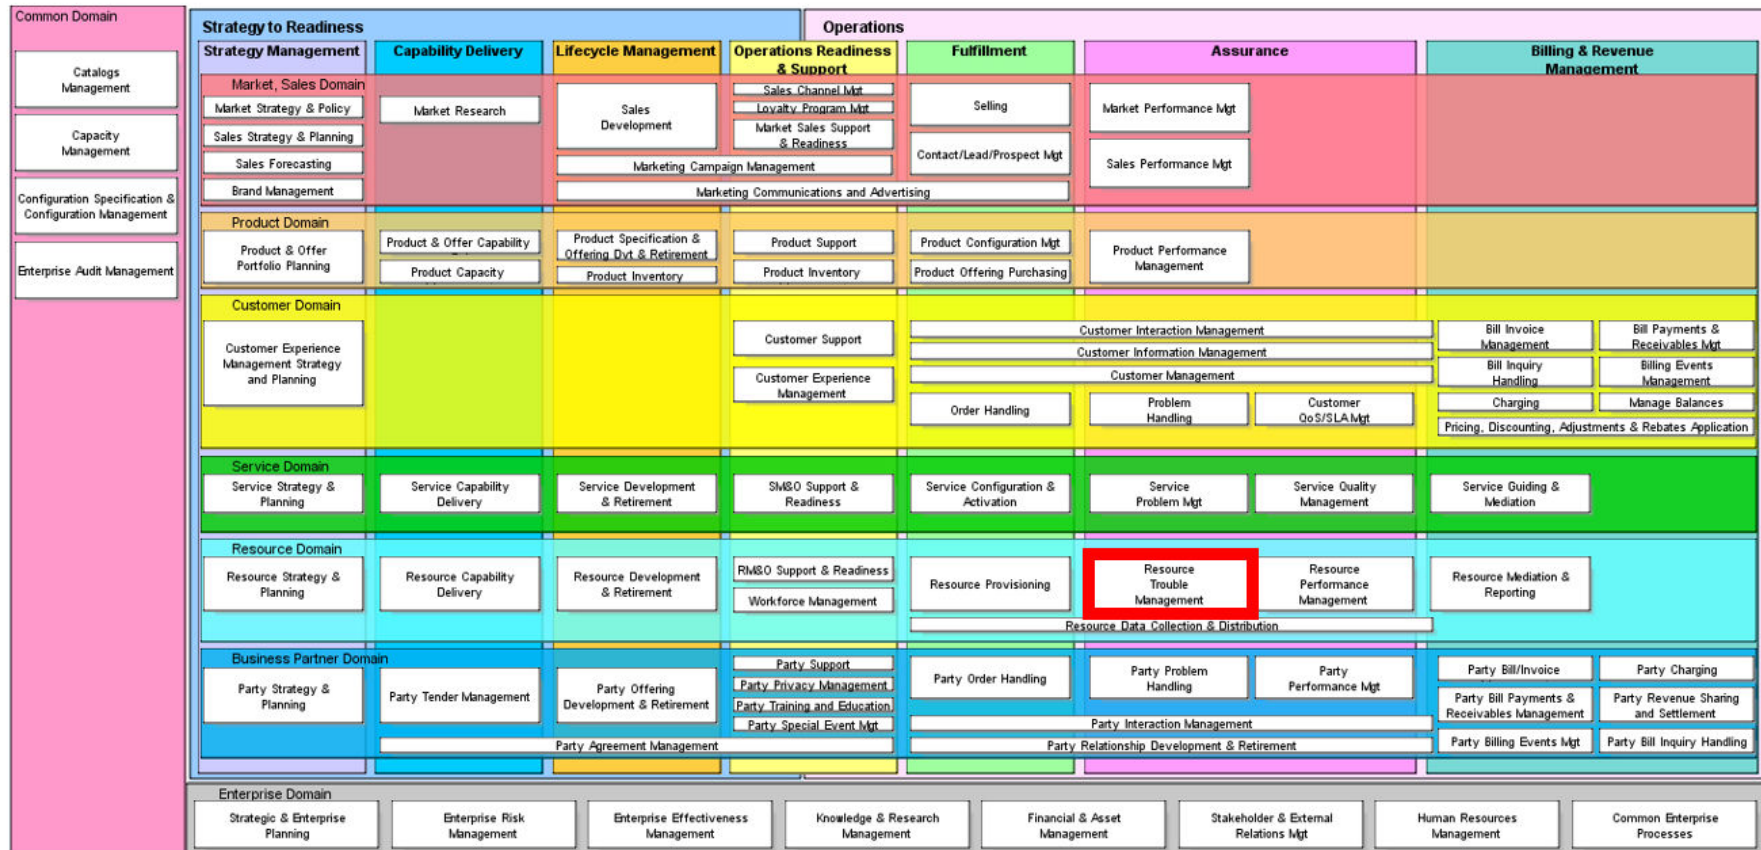 Common Domain
Catalogs
Management
Capacity
Management
Configuration Specification &
Configuration Management
Enterprise Audit Management
Strategy to Readiness
Operations
Strategy Management
Capability Delivery
Lifecycle Management
Operations Readiness
& Support
Fulfillment
Assurance
Billing & Revenue
Management
Market, Sales Domain
Market Strategy & Policy
Sales Strategy & Planning
Sales Forecasting
Brand Management
Market Research
Sales
Development
Sales Channel Mgt
Loyalty Program Mgt
Market Sales Support
& Readiness
Marketing Campaign Management
Marketing Communications and Advertising
Selling
Contact/Lead/Prospect Mgt
Market Performance Mgt
Sales Performance Mgt
Product Domain
Product & Offer
Portfolio Planning
Product & Offer Capability
Product Capacity
Product Specification &
Offering Dvt & Retirement
Product Inventory
Product Support
Product Inventory
Product Configuration Mgt
Product Offering Purchasing
Product Performance
Management
Customer Domain
Customer Experience
Management Strategy
and Planning
Customer Support
Customer Experience
Management
Customer Interaction Management
Customer Information Management
Customer Management
Order Handling
Problem
Handling
Customer
QoS/SLA Mgt
Bill Invoice
Management
Bill Payments &
Receivables Mgt
Bill Inquiry
Handling
Billing Events
Management
Charging
Manage Balances
Pricing, Discounting, Adjustments & Rebates Application
Service Domain
Service Strategy &
Planning
Service Capability
Delivery
Service Development
& Retirement
SM&O Support &
Readiness
Service Configuration &
Activation
Service
Problem Mgt
Service Quality
Management
Service Guiding &
Mediation
Resource Domain
Resource Strategy &
Planning
Resource Capability
Delivery
Resource Development
& Retirement
RM&O Support & Readiness
Workforce Management
Resource Provisioning
Resource
Trouble
Management
Resource
Performance
Management
Resource Mediation &
Reporting
Resource Data Collection & Distribution
Business Partner Domain
Party Strategy &
Planning
Party Tender Management
Party Offering
Development & Retirement
Party Support
Party Privacy Management
Party Training and Education
Party Special Event Mgt
Party Agreement Management
Party Order Handling
Party Problem
Handling
Party
Performance Mgt
Party Interaction Management
Party Relationship Development & Retirement
Party Bill/Invoice
Party Charging
Party Bill Payments &
Receivables Management
Party Revenue Sharing
and Settlement
Party Billing Events Mgt
Party Bill Inquiry Handling
Enterprise Domain
Strategic & Enterprise
Planning
Enterprise Risk
Management
Enterprise Effectiveness
Management
Knowledge & Research
Management
Financial & Asset
Management
Stakeholder & External
Relations Mgt
Human Resources
Management
Common Enterprise
Processes